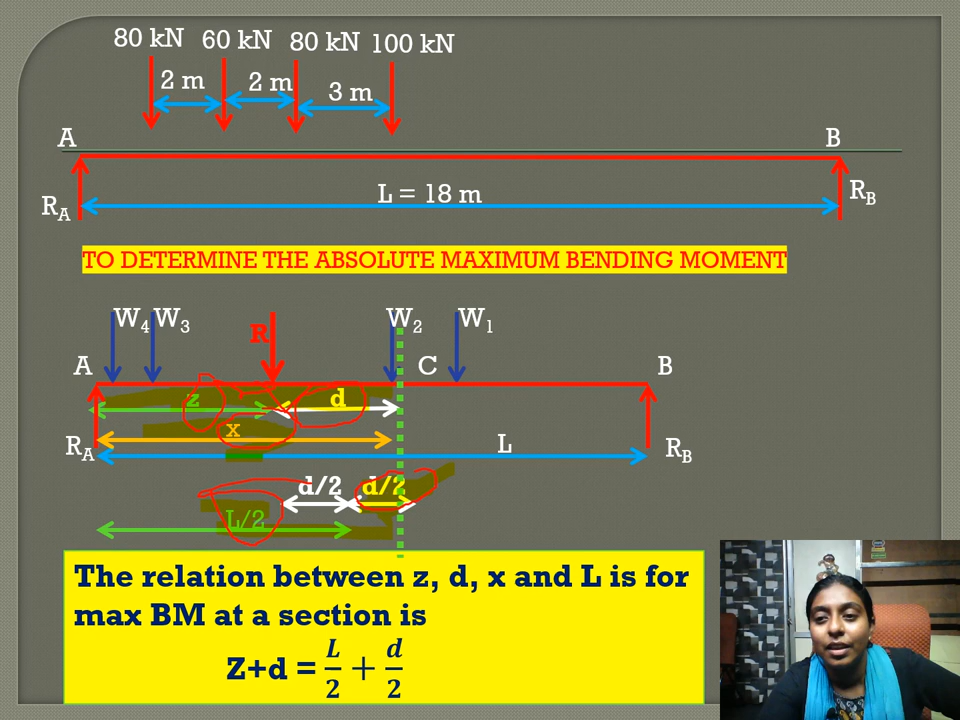 80 kN 60 kN 80 kN 100 kN
2 m 2 m 3 m
A B
L = 18 m
R_A R_B
TO DETERMINE THE ABSOLUTE MAXIMUM BENDING MOMENT
W_4 W_3 R W_2 W_1
A C B
z d
x
R_A L R_B
d/2 d/2
L/2
The relation between z, d, x and L is for
max BM at a section is
Z+d = L/2 + d/2